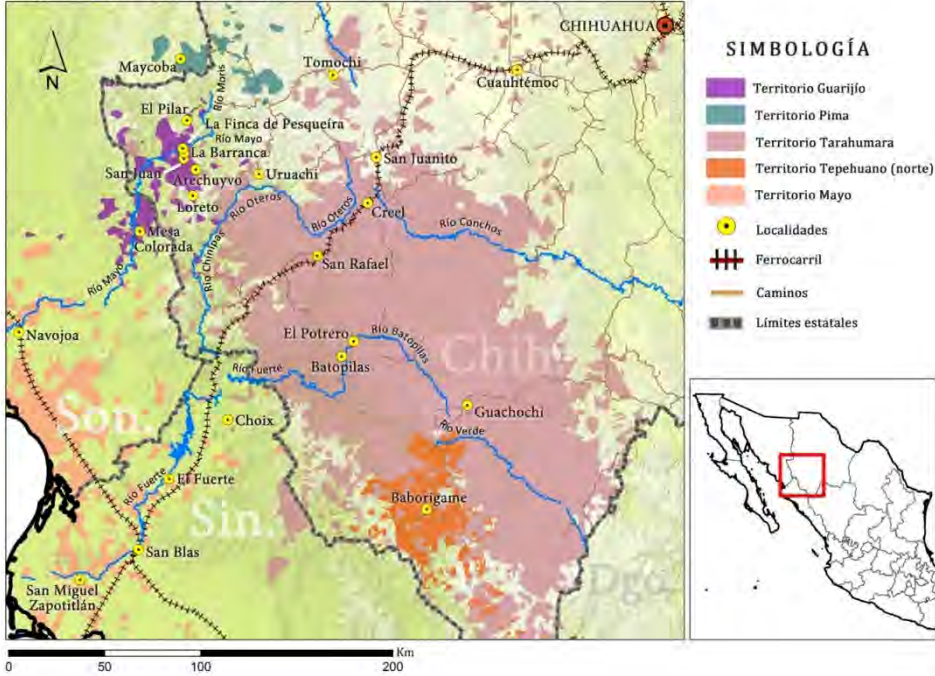 CHIHUAHUA
Maycoba
Tomochi
Cuauhtémoc
Río Moris
El Pilar
La Finca de Pesqueíra
Río Mayo
La Barranca
San Juan
San Juanito
Arechuyvo
Uruachi
Loreto
Río Oteros
Río Oteros
Creel
Río Conchos
Mesa
Colorada
Río Chinipas
San Rafael
Río Mayo
Navojoa
El Potrero
Río Batopilas
Batopilas
Chih.
Río Fuerte
Guachochi
Choix
Son.
Río Verde
El Fuerte
Río Fuerte
Baborigame
Sin.
San Blas
Dgo.
San Miguel
Zapotitlán
N
0 50 100 200
Km
SIMBOLOGÍA
Territorio Guarijío
Territorio Pima
Territorio Tarahumara
Territorio Tepehuano (norte)
Territorio Mayo
Localidades
Ferrocarril
Caminos
Límites estatales